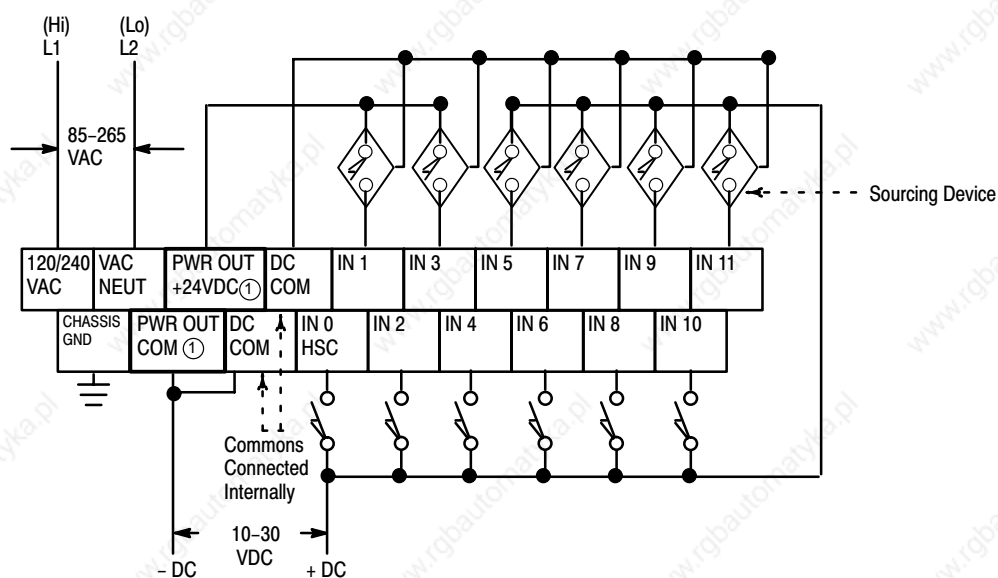 (Hi)
L1
(Lo)
L2
85–265
VAC
Sourcing Device
120/240
VAC
VAC
NEUT
PWR OUT
+24VDC①
DC
COM
IN 1
IN 3
IN 5
IN 7
IN 9
IN 11
CHASSIS
GND
PWR OUT
COM ①
DC
COM
IN 0
HSC
IN 2
IN 4
IN 6
IN 8
IN 10
Commons
Connected
Internally
10–30
VDC
– DC
+ DC
www.rgbautomatyka.pl